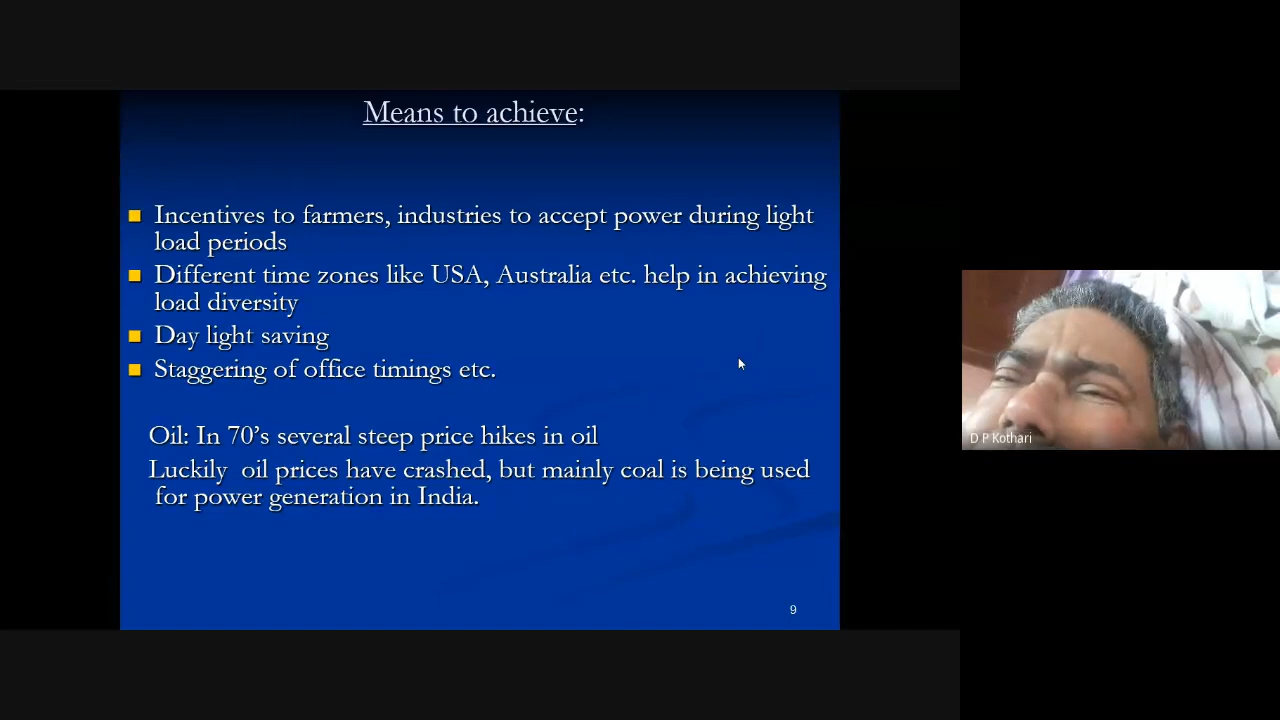 Means to achieve:
Incentives to farmers, industries to accept power during light
load periods
Different time zones like USA, Australia etc. help in achieving
load diversity
Day light saving
Staggering of office timings etc.
Oil: In 70’s several steep price hikes in oil
Luckily oil prices have crashed, but mainly coal is being used
for power generation in India.
9
D P Kothari